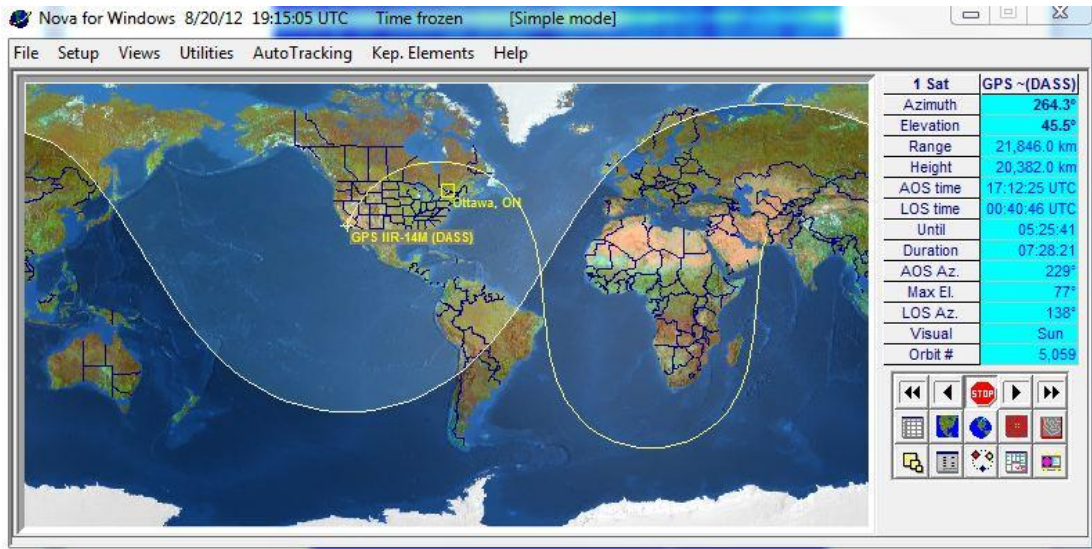 Nova for Windows 8/20/12 19:15:05 UTC Time frozen [Simple mode]
File Setup Views Utilities AutoTracking Kep. Elements Help
1 Sat GPS ~(DASS)
Azimuth 264.3°
Elevation 45.5°
Range 21,846.0 km
Height 20,382.0 km
AOS time 17:12:25 UTC
LOS time 00:40:46 UTC
Until 05:25:41
Duration 07:28:21
AOS Az. 229°
Max El. 77°
LOS Az. 138°
Visual Sun
Orbit # 5,059
Ottawa, ON
GPS IIR-14M (DASS)
STOP